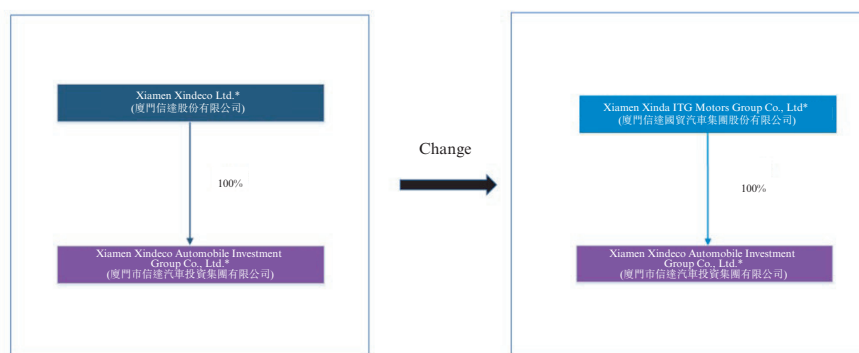 Xiamen Xindeco Ltd.*
(廈門信達股份有限公司)
100%
Xiamen Xindeco Automobile Investment
Group Co., Ltd.*
(廈門市信達汽車投資集團有限公司)
Change
Xiamen Xinda ITG Motors Group Co., Ltd*
(廈門信達國貿汽車集團股份有限公司)
100%
Xiamen Xindeco Automobile Investment
Group Co., Ltd.*
(廈門市信達汽車投資集團有限公司)